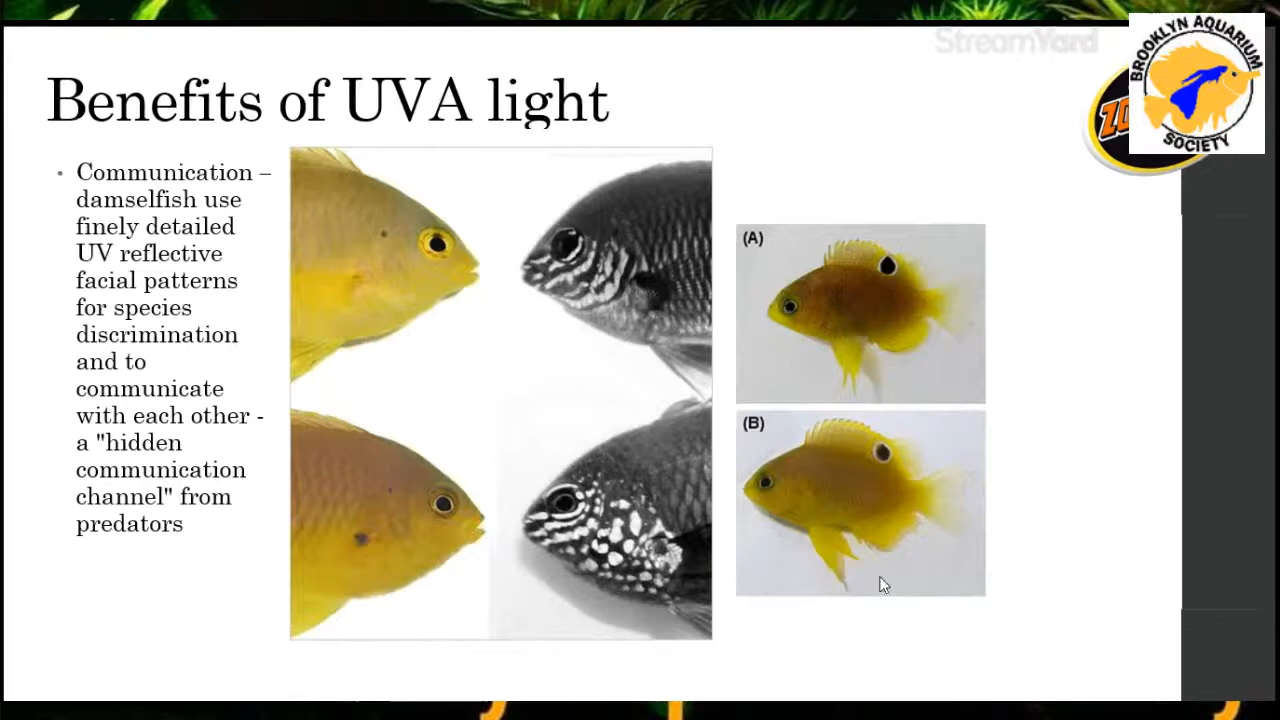 StreamYard
BROOKLYN AQUARIUM
SOCIETY
Benefits of UVA light
• Communication –
damselfish use
finely detailed
UV reflective
facial patterns
for species
discrimination
and to
communicate
with each other -
a "hidden
communication
channel" from
predators
(A)
(B)